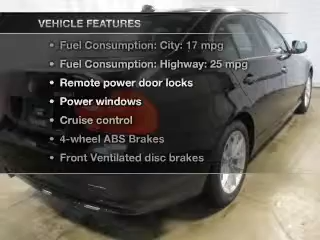 VEHICLE FEATURES
• Fuel Consumption: City: 17 mpg
• Fuel Consumption: Highway: 25 mpg
• Remote power door locks
• Power windows
• Cruise control
• 4-wheel ABS Brakes
• Front Ventilated disc brakes